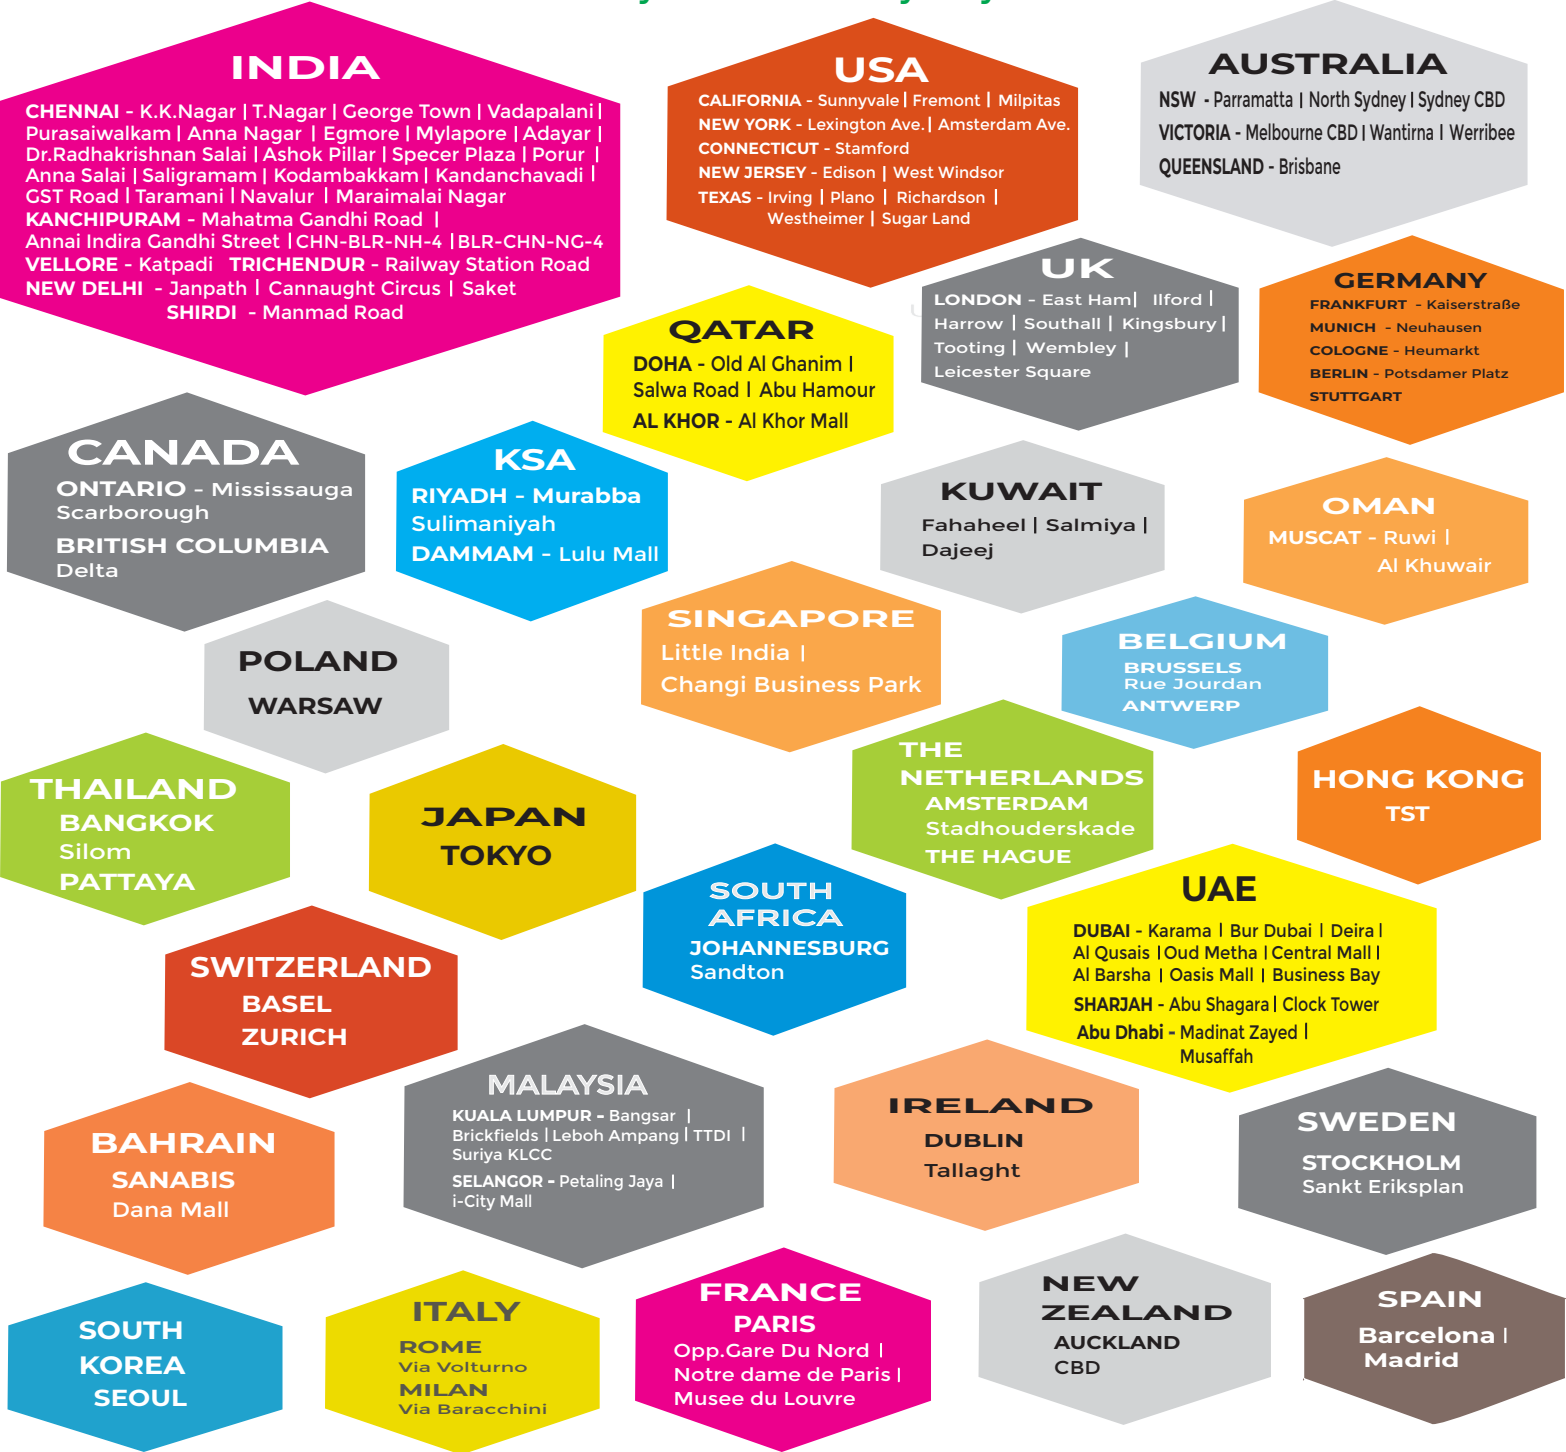 INDIA
CHENNAI - K.K.Nagar | T.Nagar | George Town | Vadapalani |
Purasaiwalkam | Anna Nagar | Egmore | Mylapore | Adayar |
Dr.Radhakrishnan Salai | Ashok Pillar | Specer Plaza | Porur |
Anna Salai | Saligramam | Kodambakkam | Kandanchavadi |
GST Road | Taramani | Navalur | Maraimalai Nagar
KANCHIPURAM - Mahatma Gandhi Road |
Annai Indira Gandhi Street | CHN-BLR-NH-4 | BLR-CHN-NG-4
VELLORE - Katpadi TRICHENDUR - Railway Station Road
NEW DELHI - Janpath | Cannaught Circus | Saket
SHIRDI - Manmad Road
USA
CALIFORNIA - Sunnyvale | Fremont | Milpitas
NEW YORK - Lexington Ave. | Amsterdam Ave.
CONNECTICUT - Stamford
NEW JERSEY - Edison | West Windsor
TEXAS - Irving | Plano | Richardson |
Westheimer | Sugar Land
AUSTRALIA
NSW - Parramatta | North Sydney | Sydney CBD
VICTORIA - Melbourne CBD | Wantirna | Werribee
QUEENSLAND - Brisbane
QATAR
DOHA - Old Al Ghanim |
Salwa Road | Abu Hamour
AL KHOR - Al Khor Mall
UK
LONDON - East Ham | Ilford |
Harrow | Southall | Kingsbury |
Tooting | Wembley |
Leicester Square
GERMANY
FRANKFURT - Kaiserstraße
MUNICH - Neuhausen
COLOGNE - Heumarkt
BERLIN - Potsdamer Platz
STUTTGART
CANADA
ONTARIO - Mississauga
Scarborough
BRITISH COLUMBIA
Delta
KSA
RIYADH - Murabba
Sulimaniyah
DAMMAM - Lulu Mall
KUWAIT
Fahaheel | Salmiya |
Dajeej
OMAN
MUSCAT - Ruwi |
Al Khuwair
POLAND
WARSAW
SINGAPORE
Little India |
Changi Business Park
BELGIUM
BRUSSELS
Rue Jourdan
ANTWERP
THAILAND
BANGKOK
Silom
PATTAYA
JAPAN
TOKYO
THE
NETHERLANDS
AMSTERDAM
Stadhouderskade
THE HAGUE
HONG KONG
TST
SWITZERLAND
BASEL
ZURICH
SOUTH
AFRICA
JOHANNESBURG
Sandton
UAE
DUBAI - Karama | Bur Dubai | Deira |
Al Qusais | Oud Metha | Central Mall |
Al Barsha | Oasis Mall | Business Bay
SHARJAH - Abu Shagara | Clock Tower
Abu Dhabi - Madinat Zayed |
Musaffah
BAHRAIN
SANABIS
Dana Mall
MALAYSIA
KUALA LUMPUR - Bangsar |
Brickfields | Leboh Ampang | TTDI |
Suriya KLCC
SELANGOR - Petaling Jaya |
i-City Mall
IRELAND
DUBLIN
Tallaght
SWEDEN
STOCKHOLM
Sankt Eriksplan
SOUTH
KOREA
SEOUL
ITALY
ROME
Via Volturno
MILAN
Via Baracchini
FRANCE
PARIS
Opp.Gare Du Nord |
Notre dame de Paris |
Musee du Louvre
NEW
ZEALAND
AUCKLAND
CBD
SPAIN
Barcelona |
Madrid